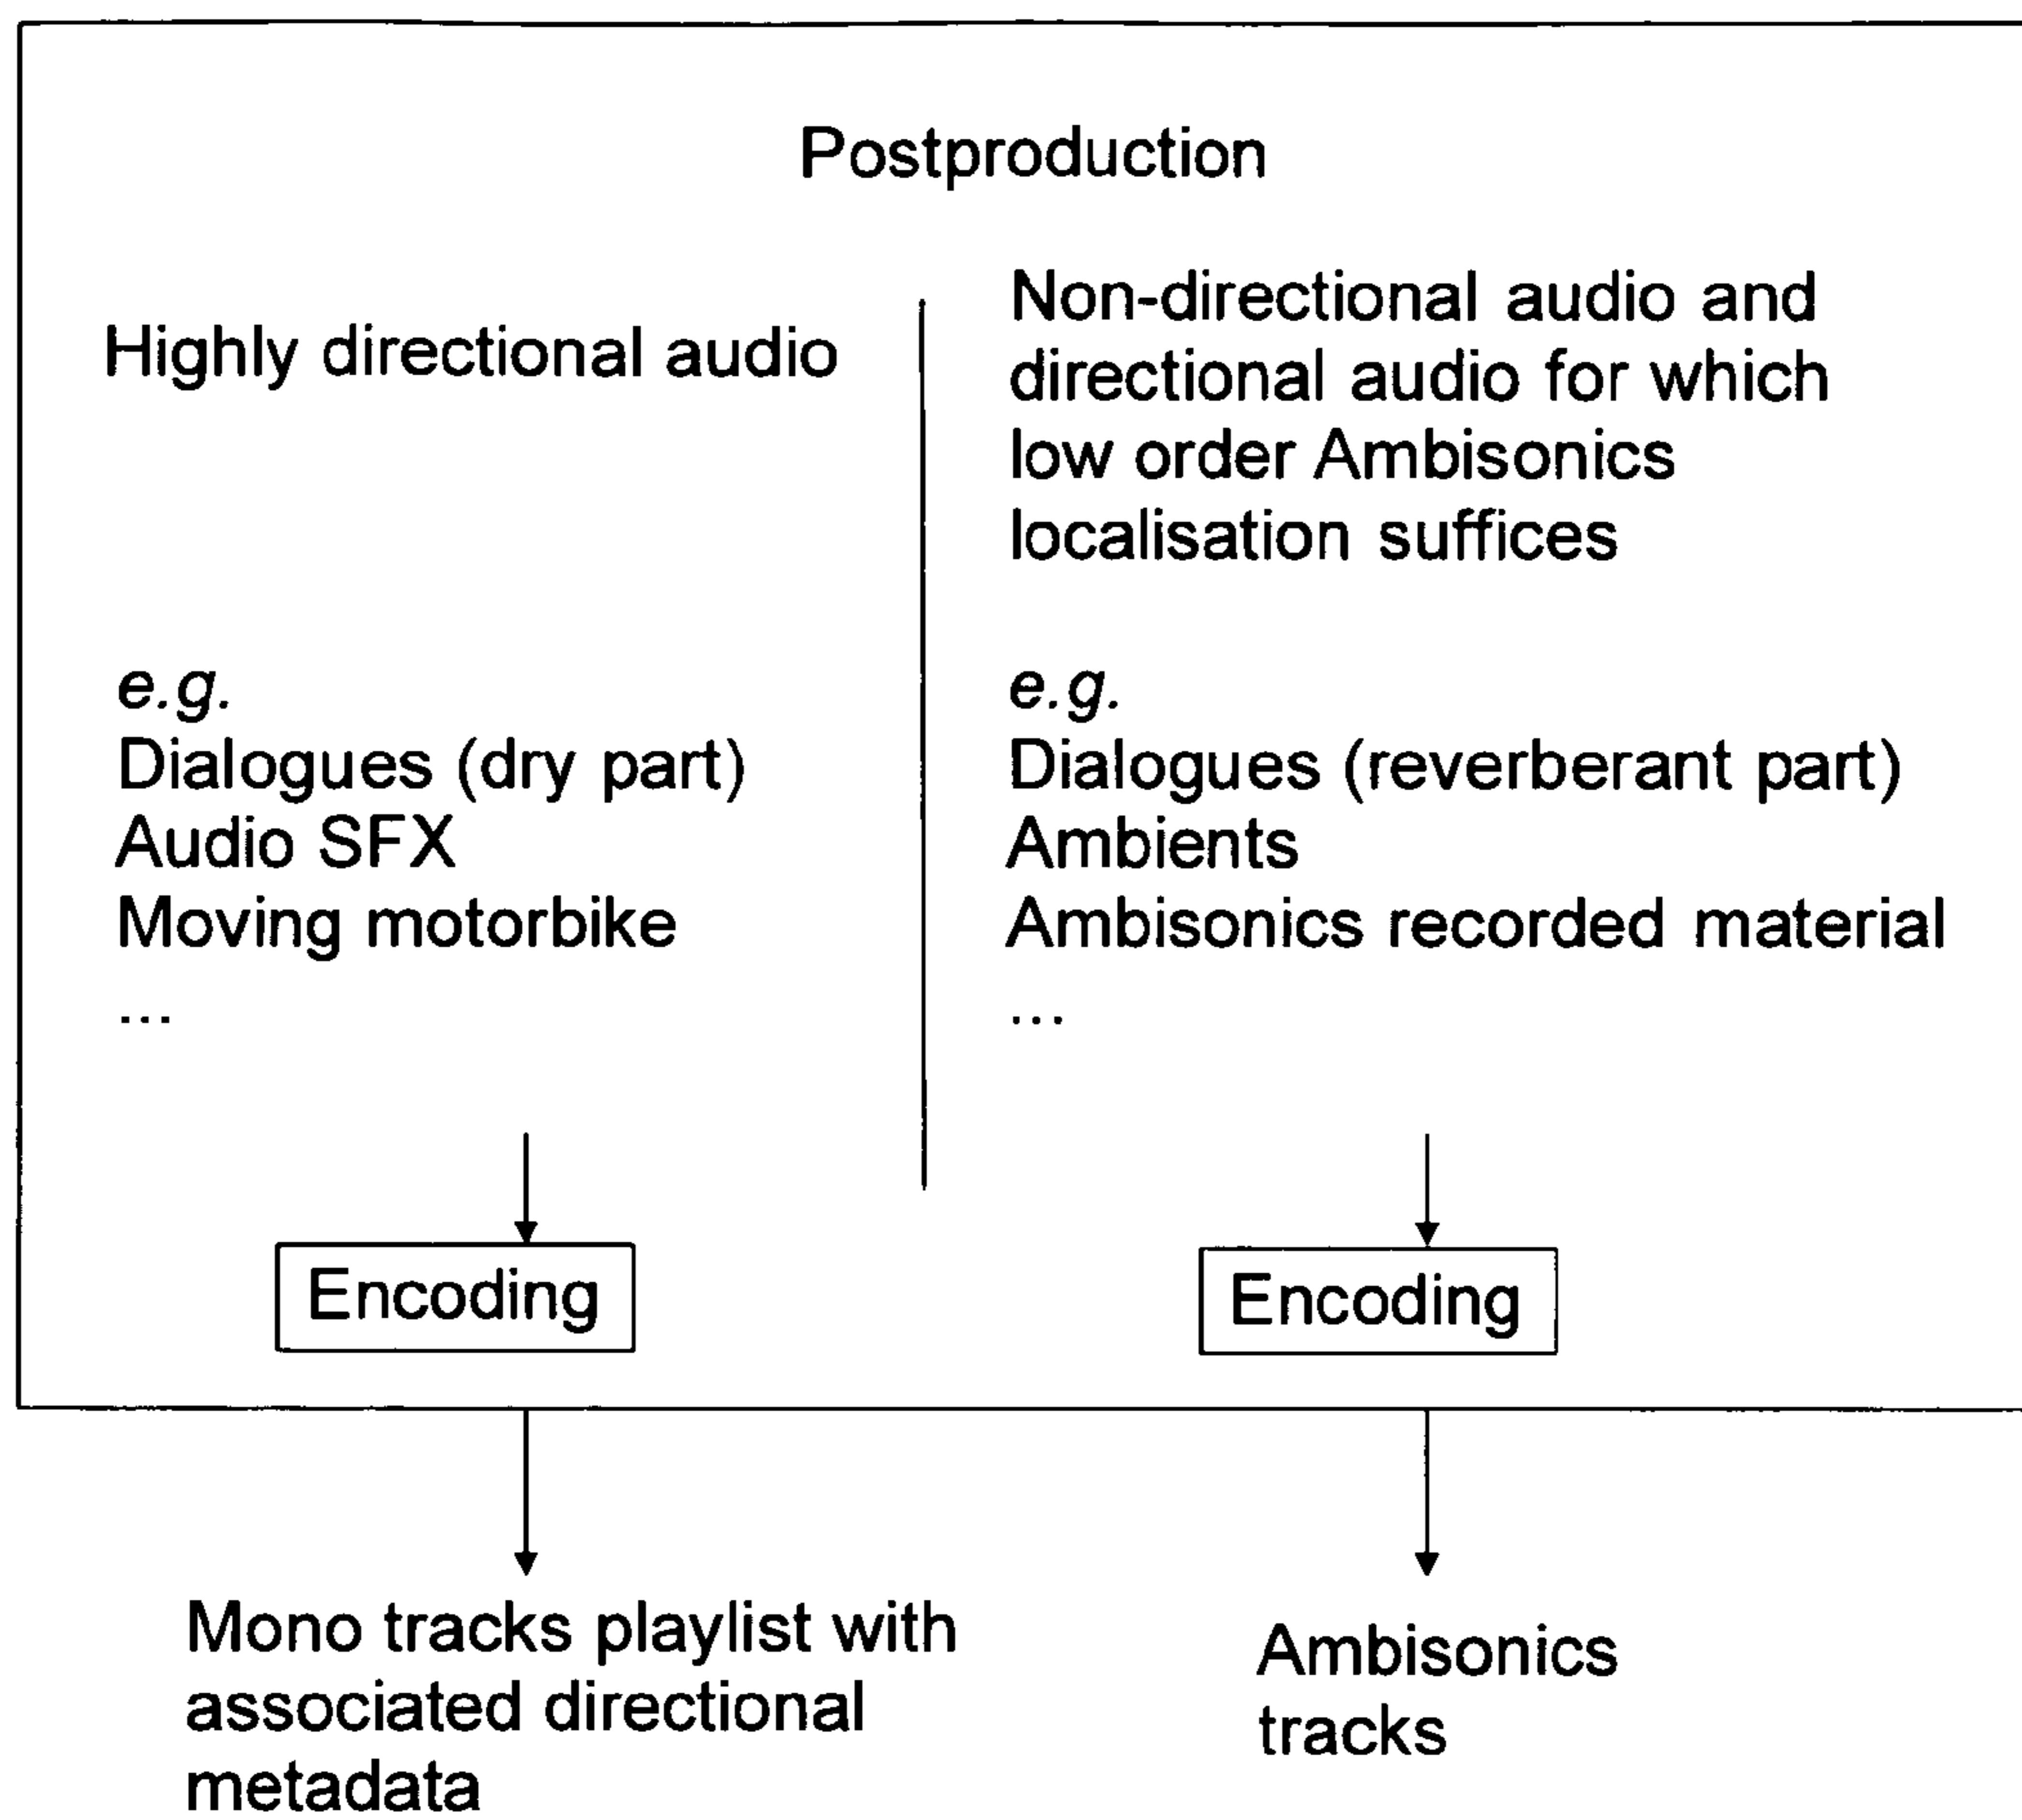 Postproduction
Highly directional audio
e.g.
Dialogues (dry part)
Audio SFX
Moving motorbike
...
Encoding
Non-directional audio and
directional audio for which
low order Ambisonics
localisation suffices
e.g.
Dialogues (reverberant part)
Ambients
Ambisonics recorded material
...
Encoding
Mono tracks playlist with
associated directional
metadata
Ambisonics
tracks